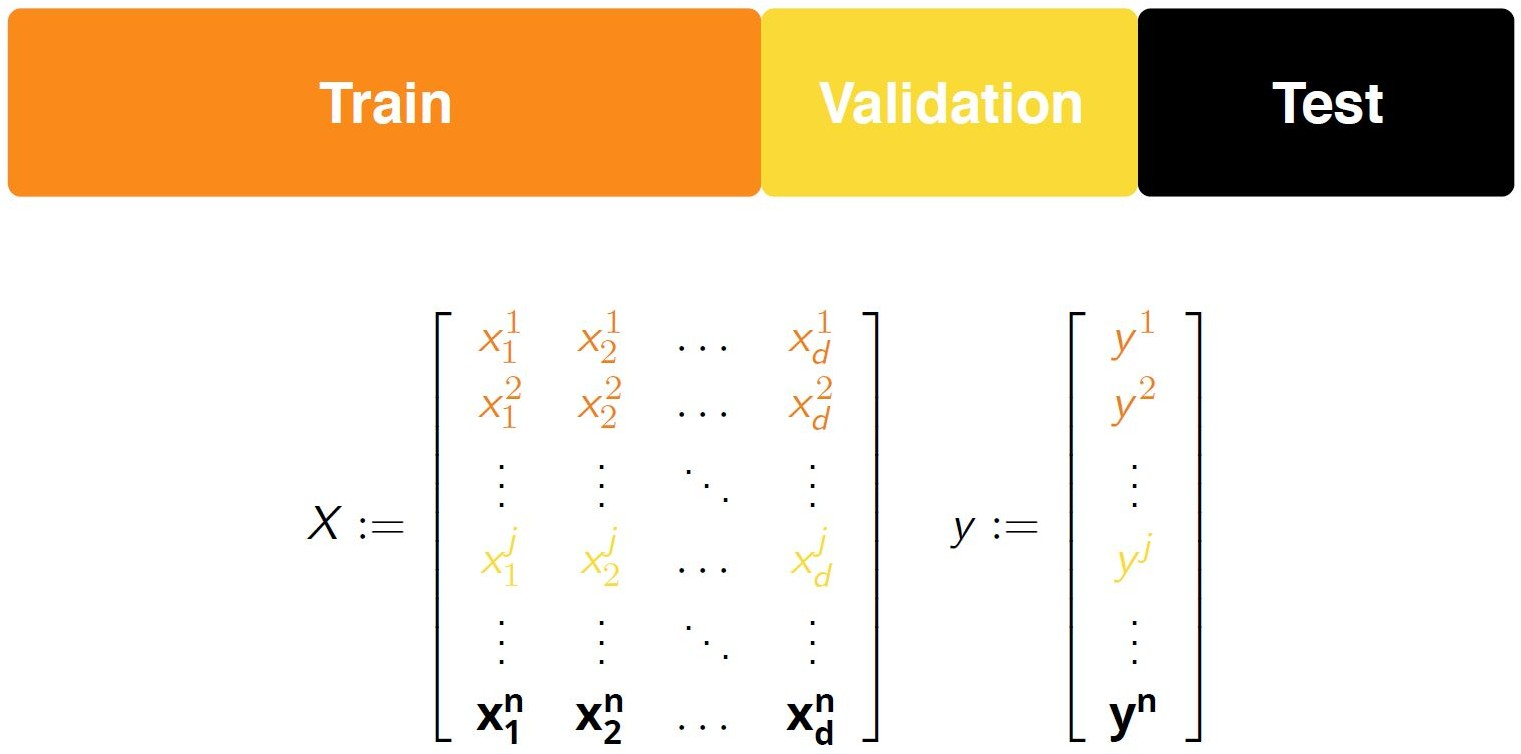 Train Validation Test
x_1^1 x_2^1 … x_d^1 y^1
x_1^2 x_2^2 … x_d^2 y^2
⋮ ⋮ ⋱ ⋮ ⋮
X := y :=
x_1^j x_2^j … x_d^j y^j
⋮ ⋮ ⋱ ⋮ ⋮
x_1^n x_2^n … x_d^n y^n